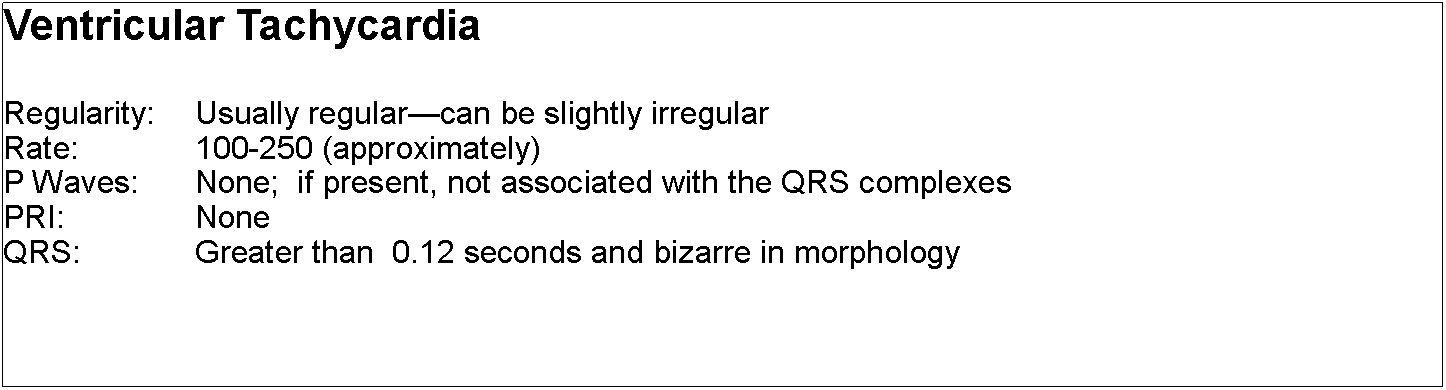 Ventricular Tachycardia
Regularity: Usually regular—can be slightly irregular
Rate: 100-250 (approximately)
P Waves: None;  if present, not associated with the QRS complexes
PRI: None
QRS: Greater than  0.12 seconds and bizarre in morphology